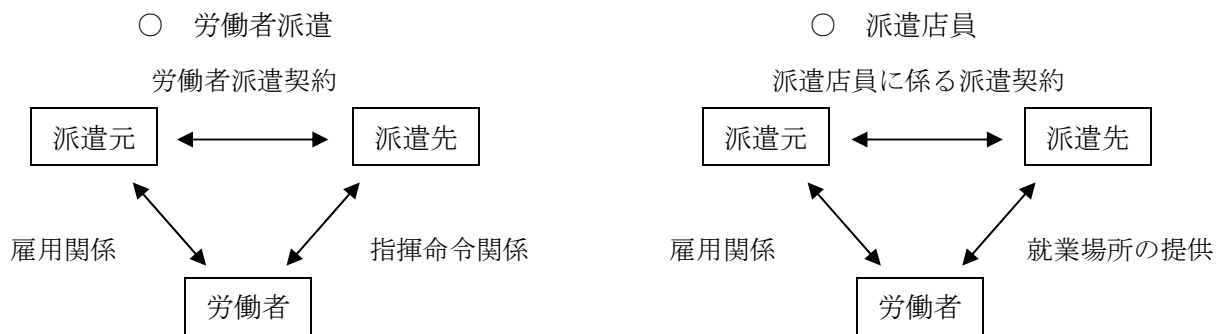 ○ 労働者派遣
労働者派遣契約
派遣元
派遣先
雇用関係
指揮命令関係
労働者
○ 派遣店員
派遣店員に係る派遣契約
派遣元
派遣先
雇用関係
就業場所の提供
労働者